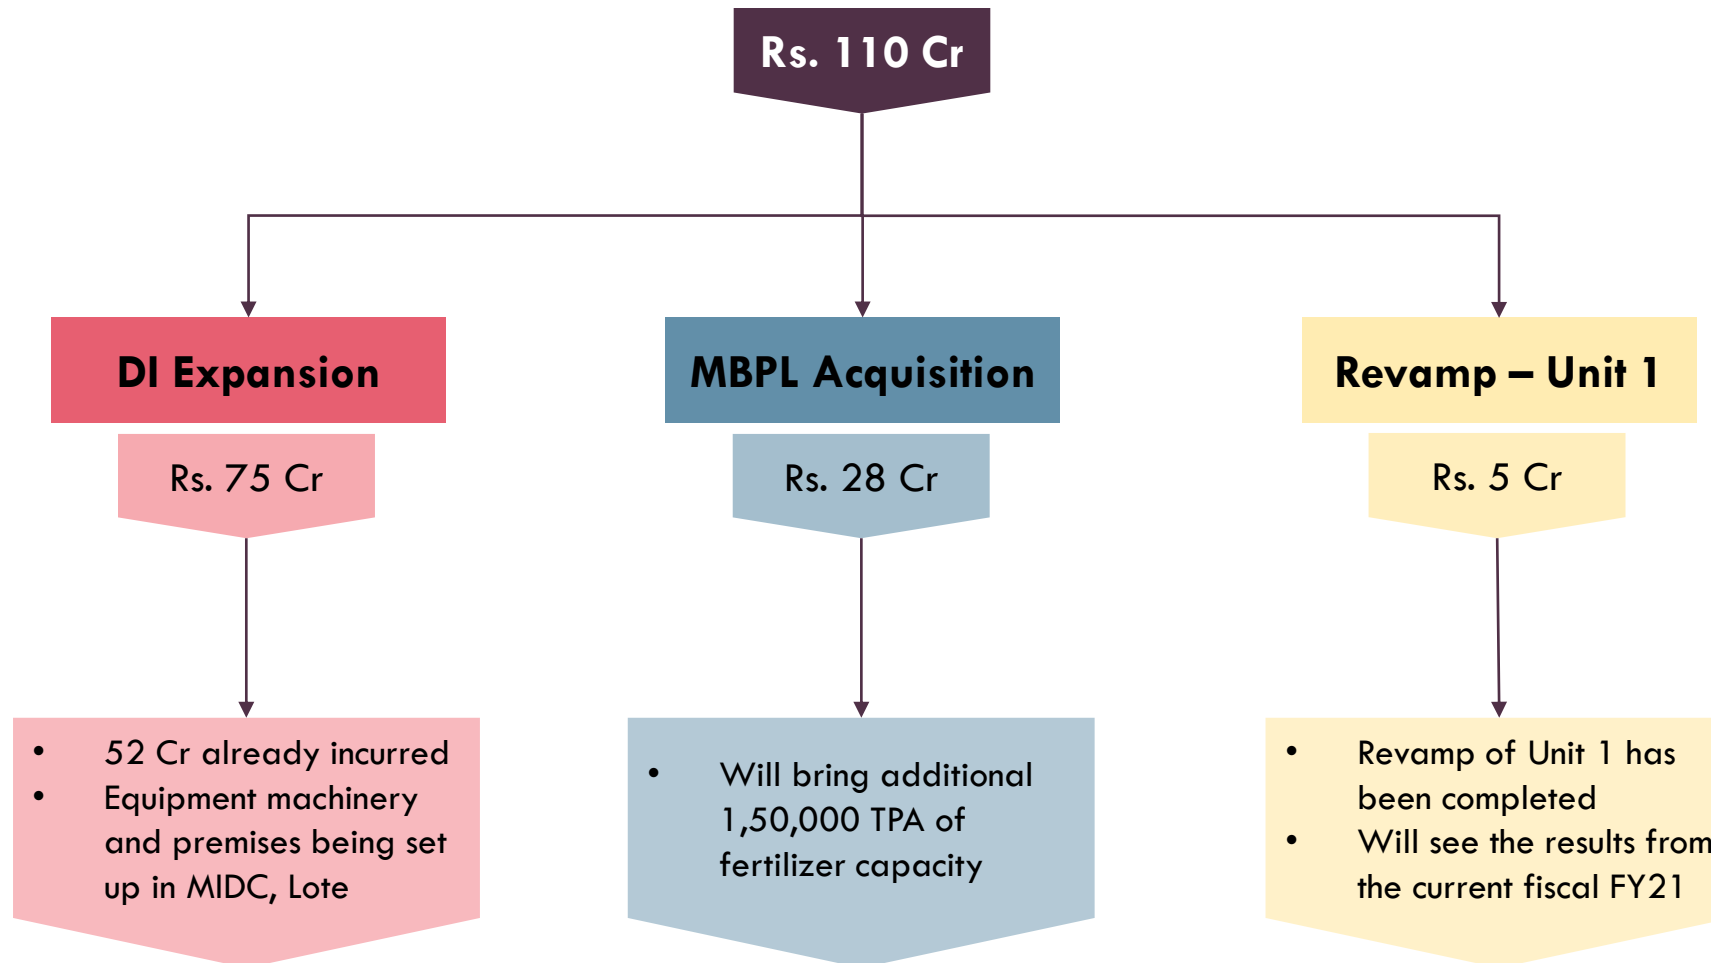 Rs. 110 Cr
DI Expansion
Rs. 75 Cr
• 52 Cr already incurred
• Equipment machinery
and premises being set
up in MIDC, Lote
MBPL Acquisition
Rs. 28 Cr
• Will bring additional
1,50,000 TPA of
fertilizer capacity
Revamp – Unit 1
Rs. 5 Cr
• Revamp of Unit 1 has
been completed
• Will see the results from
the current fiscal FY21